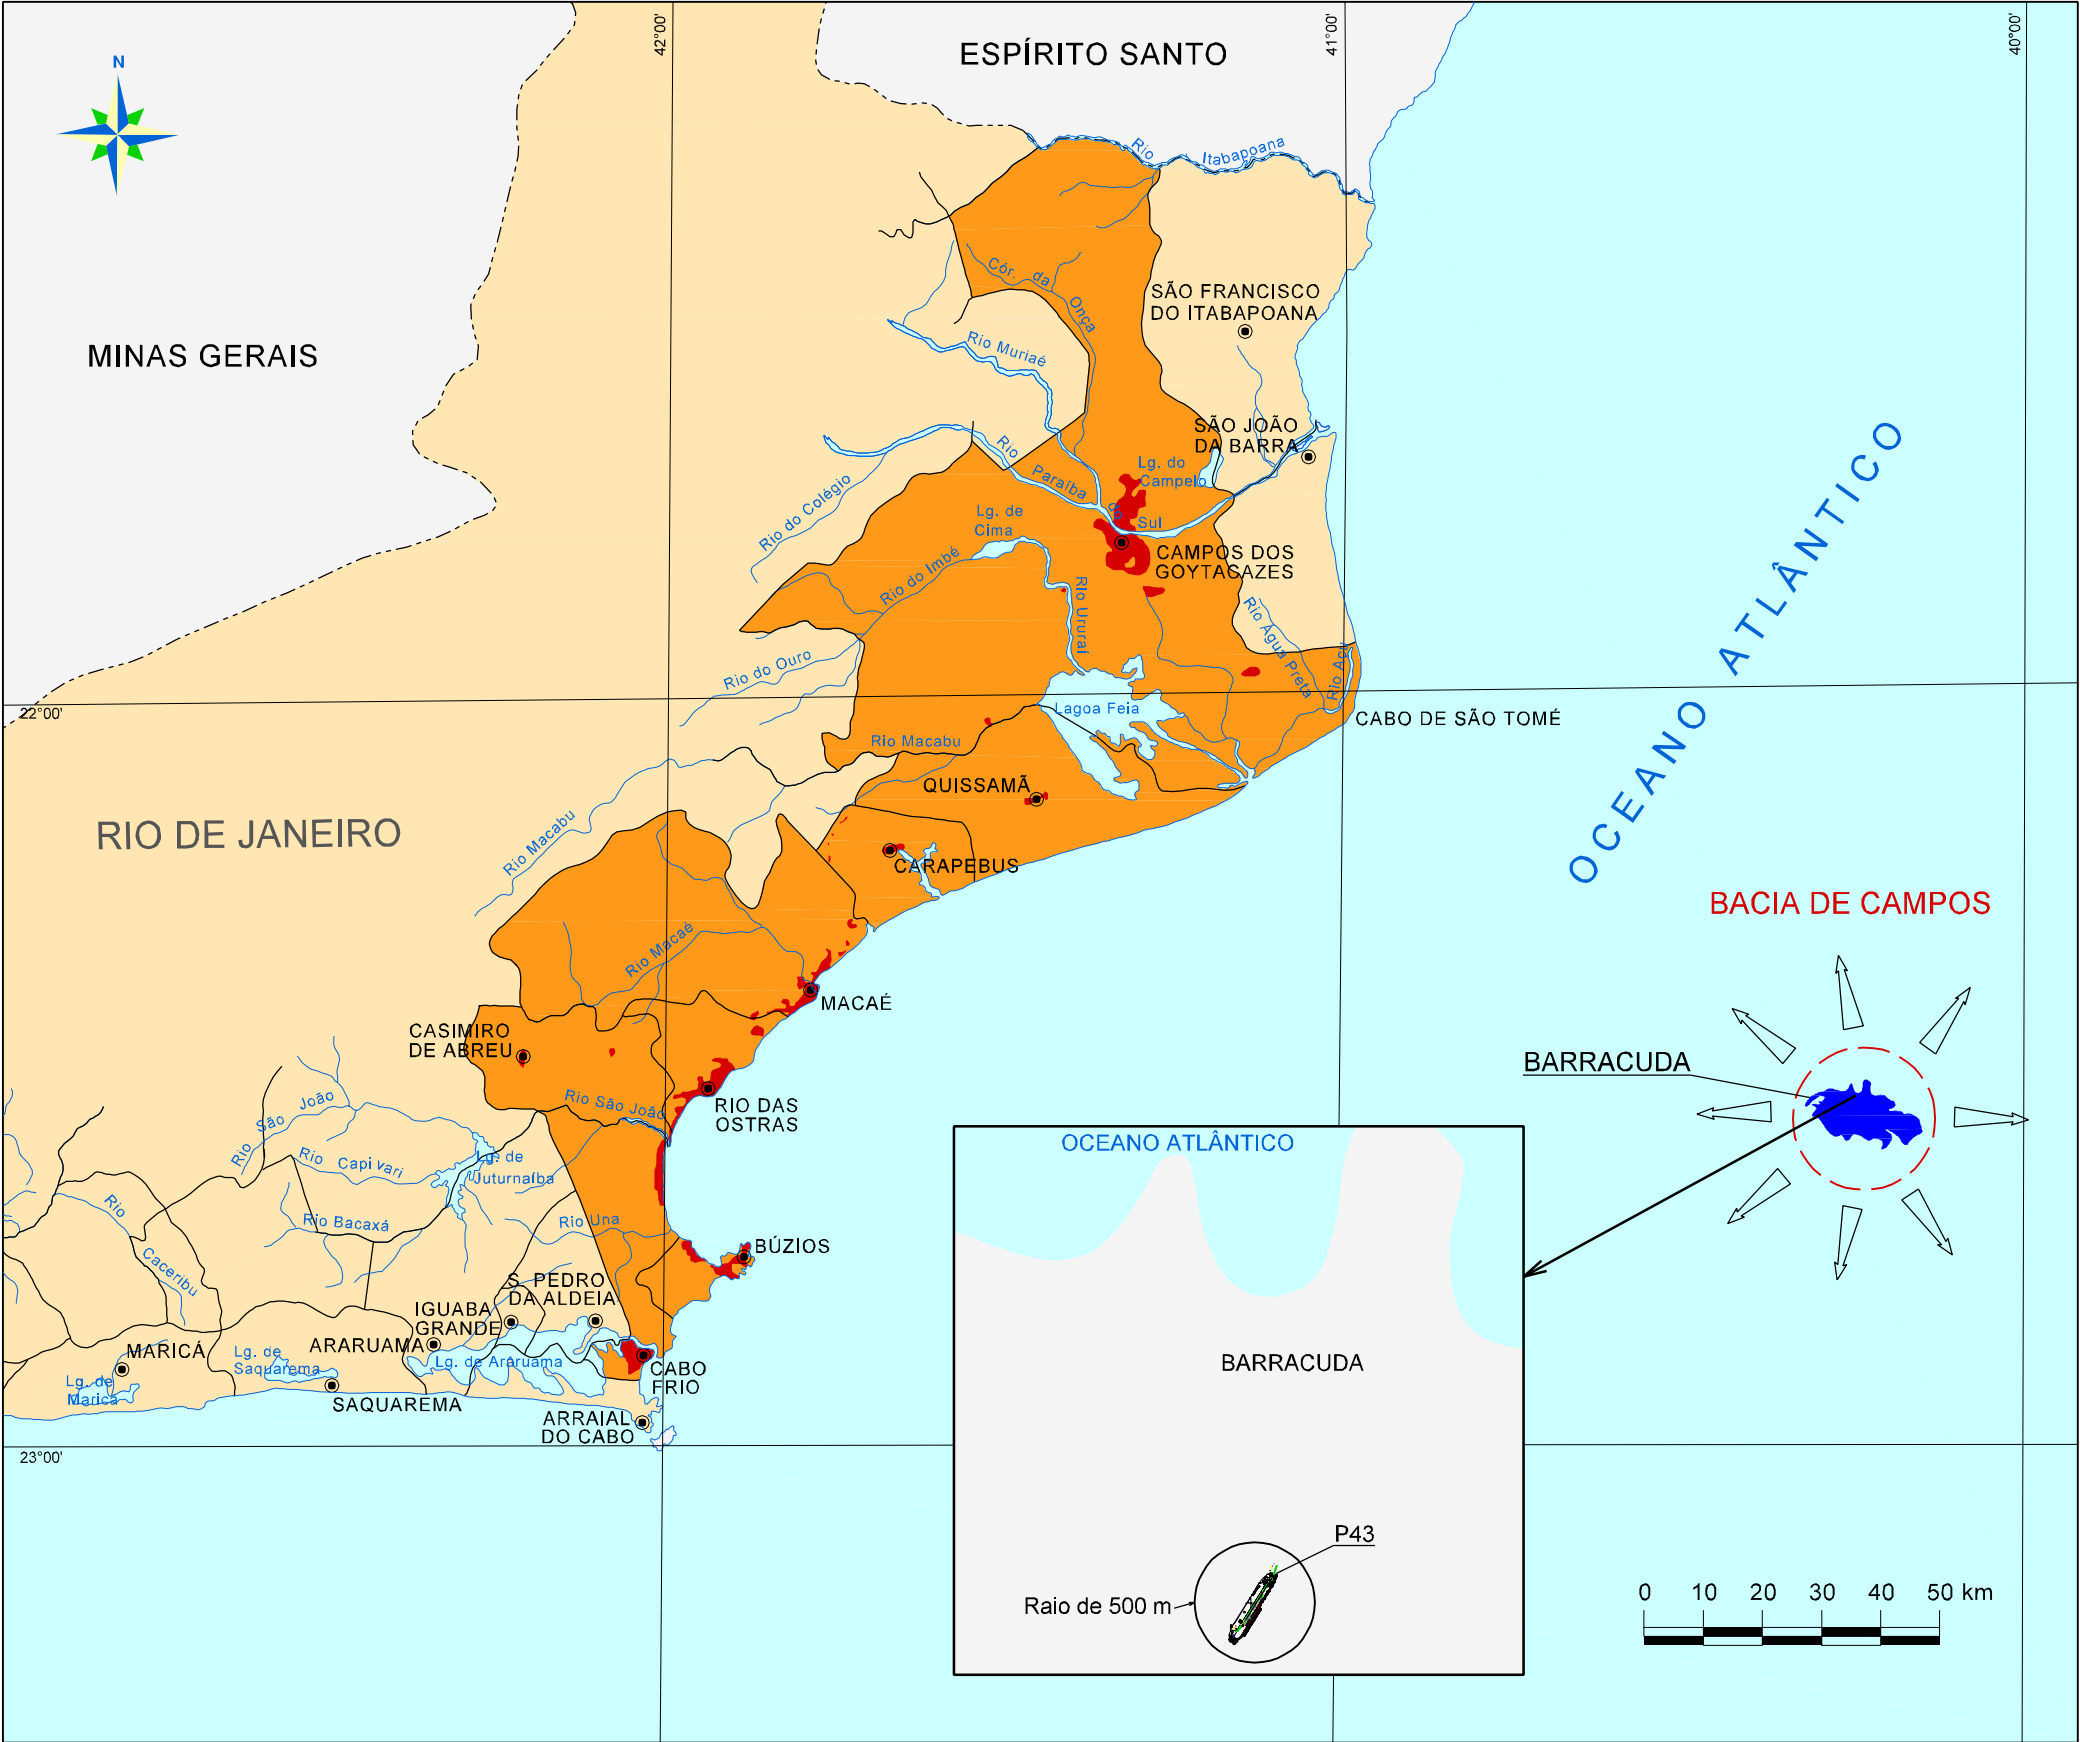 N
42°00'
41°00'
40°00'
ESPÍRITO SANTO
Rio
Itabapoana
MINAS GERAIS
Cór. da Onça
SÃO FRANCISCO
DO ITABAPOANA
Rio Muriaé
SÃO JOÃO
DA BARRA
Rio Paraíba do Sul
Lg. do
Campelo
Rio do Colégio
Lg. de
Cima
CAMPOS DOS
GOYTACAZES
Rio do Imbé
Rio Ururaí
Rio Água Preta
Rio Açu
Rio do Ouro
22°00'
Lagoa Feia
CABO DE SÃO TOMÉ
OCEANO ATLÂNTICO
Rio Macabu
QUISSAMÃ
RIO DE JANEIRO
Rio Macabu
CARAPEBUS
BACIA DE CAMPOS
Rio Macaé
MACAÉ
CASIMIRO
DE ABREU
BARRACUDA
Rio São João
Rio São João
RIO DAS
OSTRAS
Rio Capivari
Lg. de
Juturnaíba
OCEANO ATLÂNTICO
Rio
Caceribu
Rio Bacaxá
Rio Una
BÚZIOS
S. PEDRO
DA ALDEIA
IGUABA
GRANDE
ARARUAMA
MARICÁ
Lg. de
Saquarema
Lg. de Araruama
CABO
FRIO
BARRACUDA
Lg. de
Maricá
SAQUAREMA
ARRAIAL
DO CABO
23°00'
P43
Raio de 500 m
0 10 20 30 40 50 km